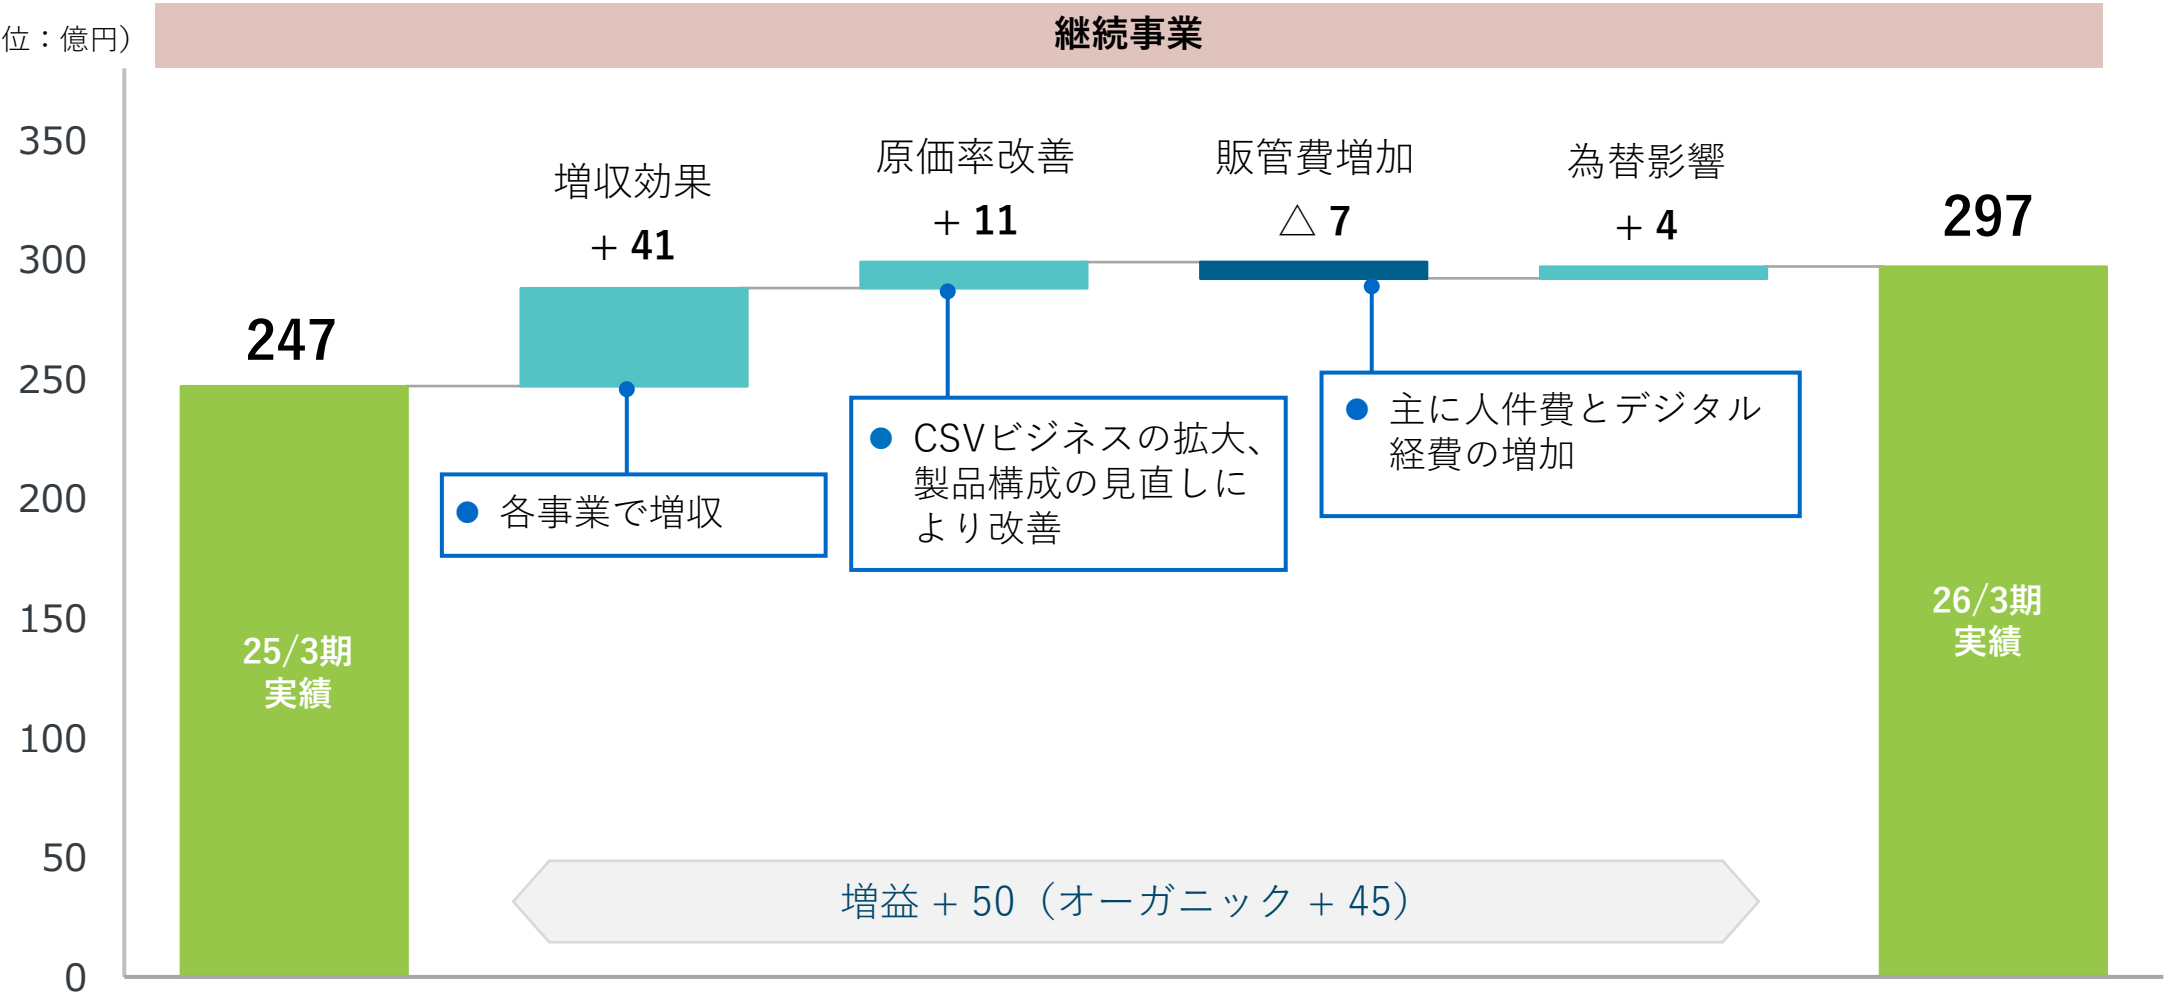 位：億円）
継続事業
350
300
250
200
150
100
50
0
247
25/3期
実績
増収効果
+ 41
各事業で増収
原価率改善
+ 11
CSVビジネスの拡大、
製品構成の見直しに
より改善
販管費増加
△ 7
主に人件費とデジタル
経費の増加
為替影響
+ 4
297
26/3期
実績
増益 + 50（オーガニック + 45）